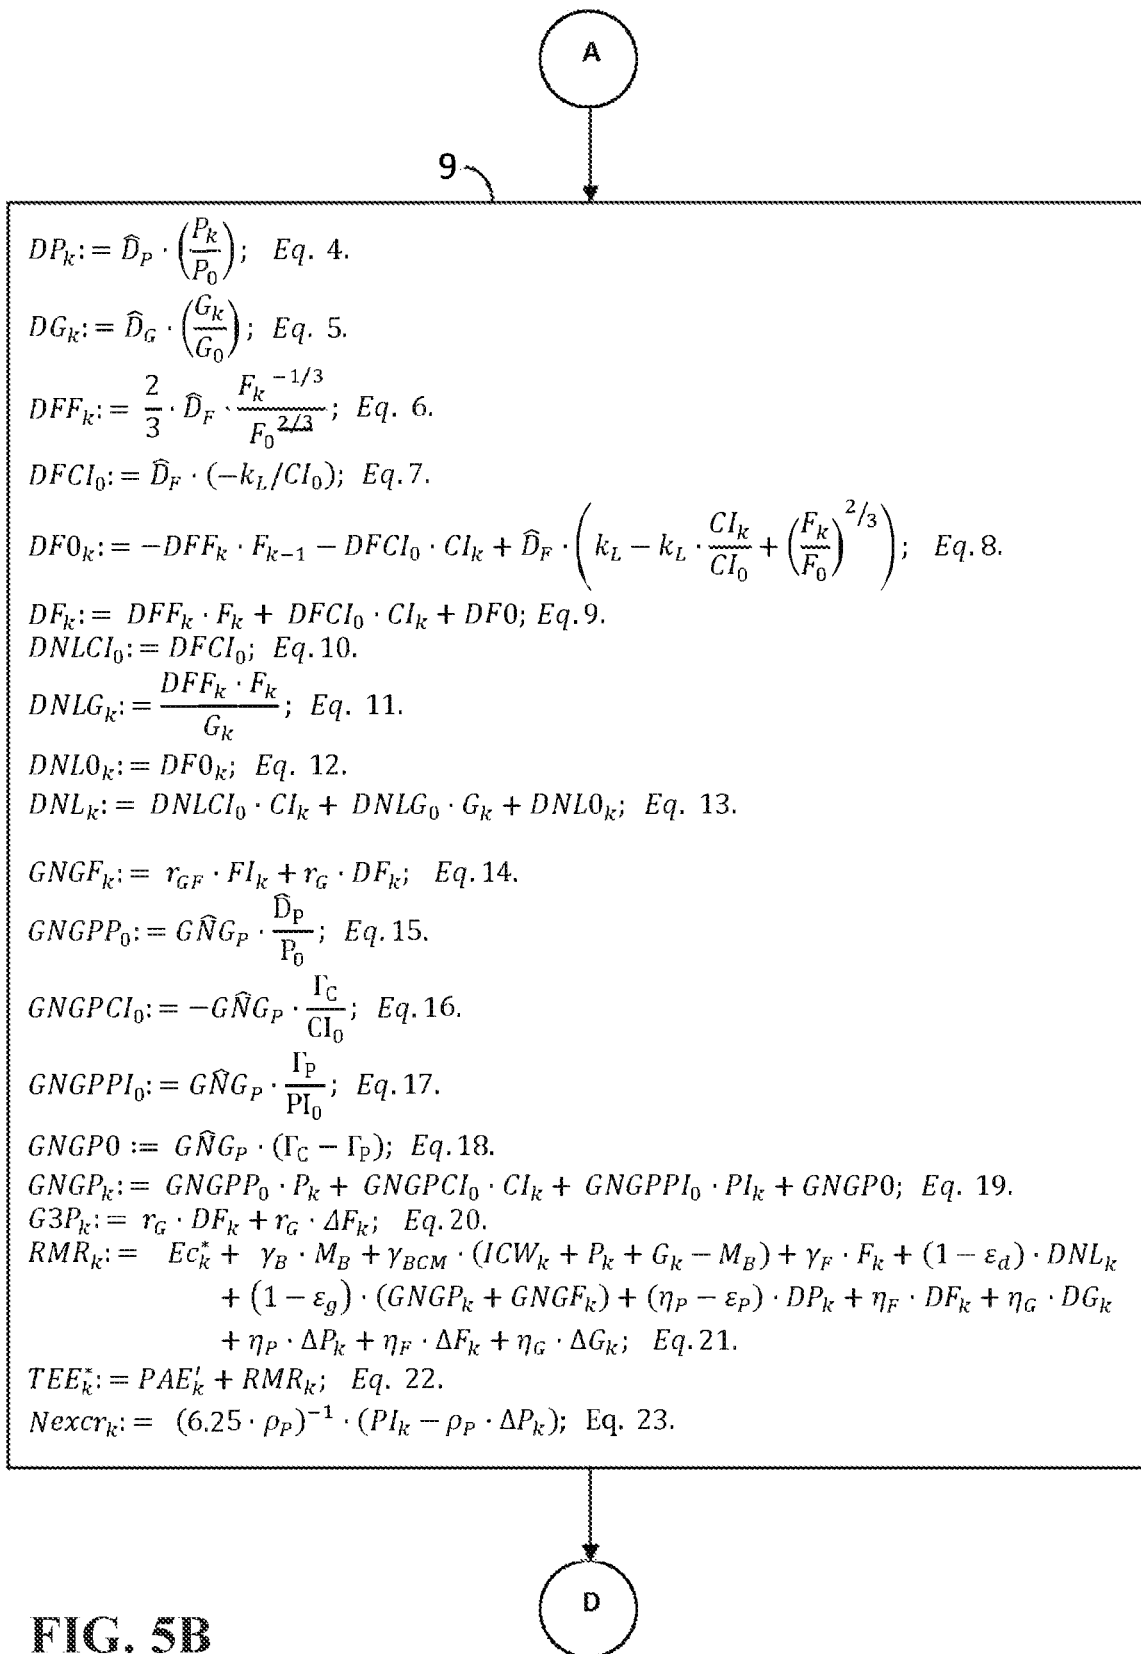 A
9
DP_k := D̂_P · (P_k / P_0); Eq. 4.
DG_k := D̂_G · (G_k / G_0); Eq. 5.
DFF_k := 2/3 · D̂_F · F_k^{-1/3} / F_0^{2/3}; Eq. 6.
DFCI_0 := D̂_F · (−k_L/CI_0); Eq.7.
DF0_k := −DFF_k · F_{k−1} − DFCI_0 · CI_k + D̂_F · (k_L − k_L · CI_k/CI_0 + (F_k/F_0)^{2/3}); Eq.8.
DF_k := DFF_k · F_k + DFCI_0 · CI_k + DF0; Eq.9.
DNLCI_0 := DFCI_0; Eq.10.
DNLG_k := DFF_k · F_k / G_k; Eq. 11.
DNL0_k := DF0_k; Eq. 12.
DNL_k := DNLCI_0 · CI_k + DNLG_0 · G_k + DNL0_k; Eq. 13.
GNGF_k := r_{GF} · FI_k + r_G · DF_k; Eq.14.
GNGPP_0 := GN̂G_P · D̂_P / P_0; Eq.15.
GNGPCI_0 := −GN̂G_P · Γ_C / CI_0; Eq.16.
GNGPPI_0 := GN̂G_P · Γ_P / PI_0; Eq.17.
GNGP0 := GN̂G_P · (Γ_C − Γ_P); Eq.18.
GNGP_k := GNGPP_0 · P_k + GNGPCI_0 · CI_k + GNGPPI_0 · PI_k + GNGP0; Eq. 19.
G3P_k := r_G · DF_k + r_G · ΔF_k; Eq.20.
RMR_k := Ec_k^* + γ_B · M_B + γ_{BCM} · (ICW_k + P_k + G_k − M_B) + γ_F · F_k + (1 − ε_d) · DNL_k
+ (1 − ε_g) · (GNGP_k + GNGF_k) + (η_P − ε_P) · DP_k + η_F · DF_k + η_G · DG_k
+ η_P · ΔP_k + η_F · ΔF_k + η_G · ΔG_k; Eq.21.
TEE_k^* := PAE_k' + RMR_k; Eq. 22.
Nexcr_k := (6.25 · ρ_P)^{−1} · (PI_k − ρ_P · ΔP_k); Eq. 23.
D
FIG. 5B